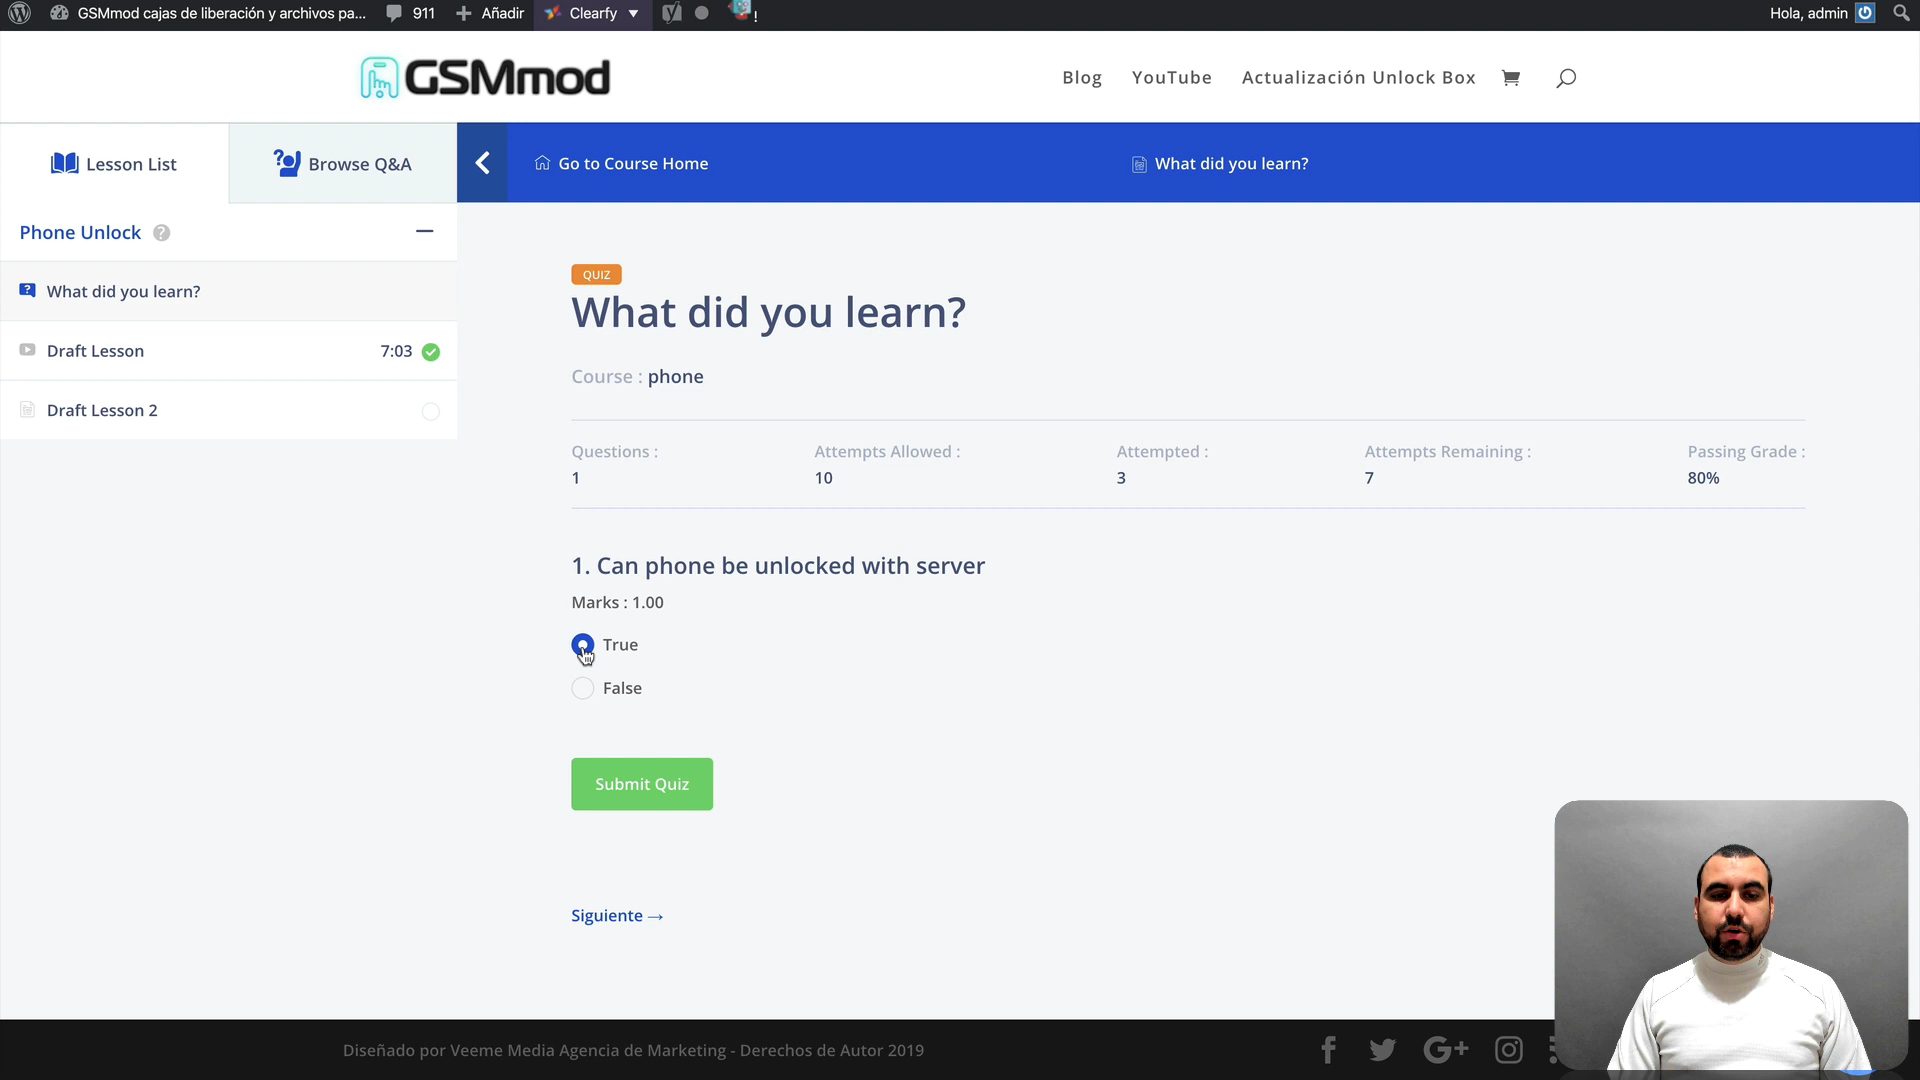 GSMmod cajas de liberación y archivos pa... 911 Añadir Clearfy ▼ ! Hola, admin
GSMmod
Blog YouTube Actualización Unlock Box
Lesson List Browse Q&A
Go to Course Home What did you learn?
Phone Unlock ?
What did you learn?
Draft Lesson 7:03
Draft Lesson 2
QUIZ
What did you learn?
Course : phone
Questions : Attempts Allowed : Attempted : Attempts Remaining : Passing Grade :
1 10 3 7 80%
1. Can phone be unlocked with server
Marks : 1.00
True
False
Submit Quiz
Siguiente →
Diseñado por Veeme Media Agencia de Marketing - Derechos de Autor 2019